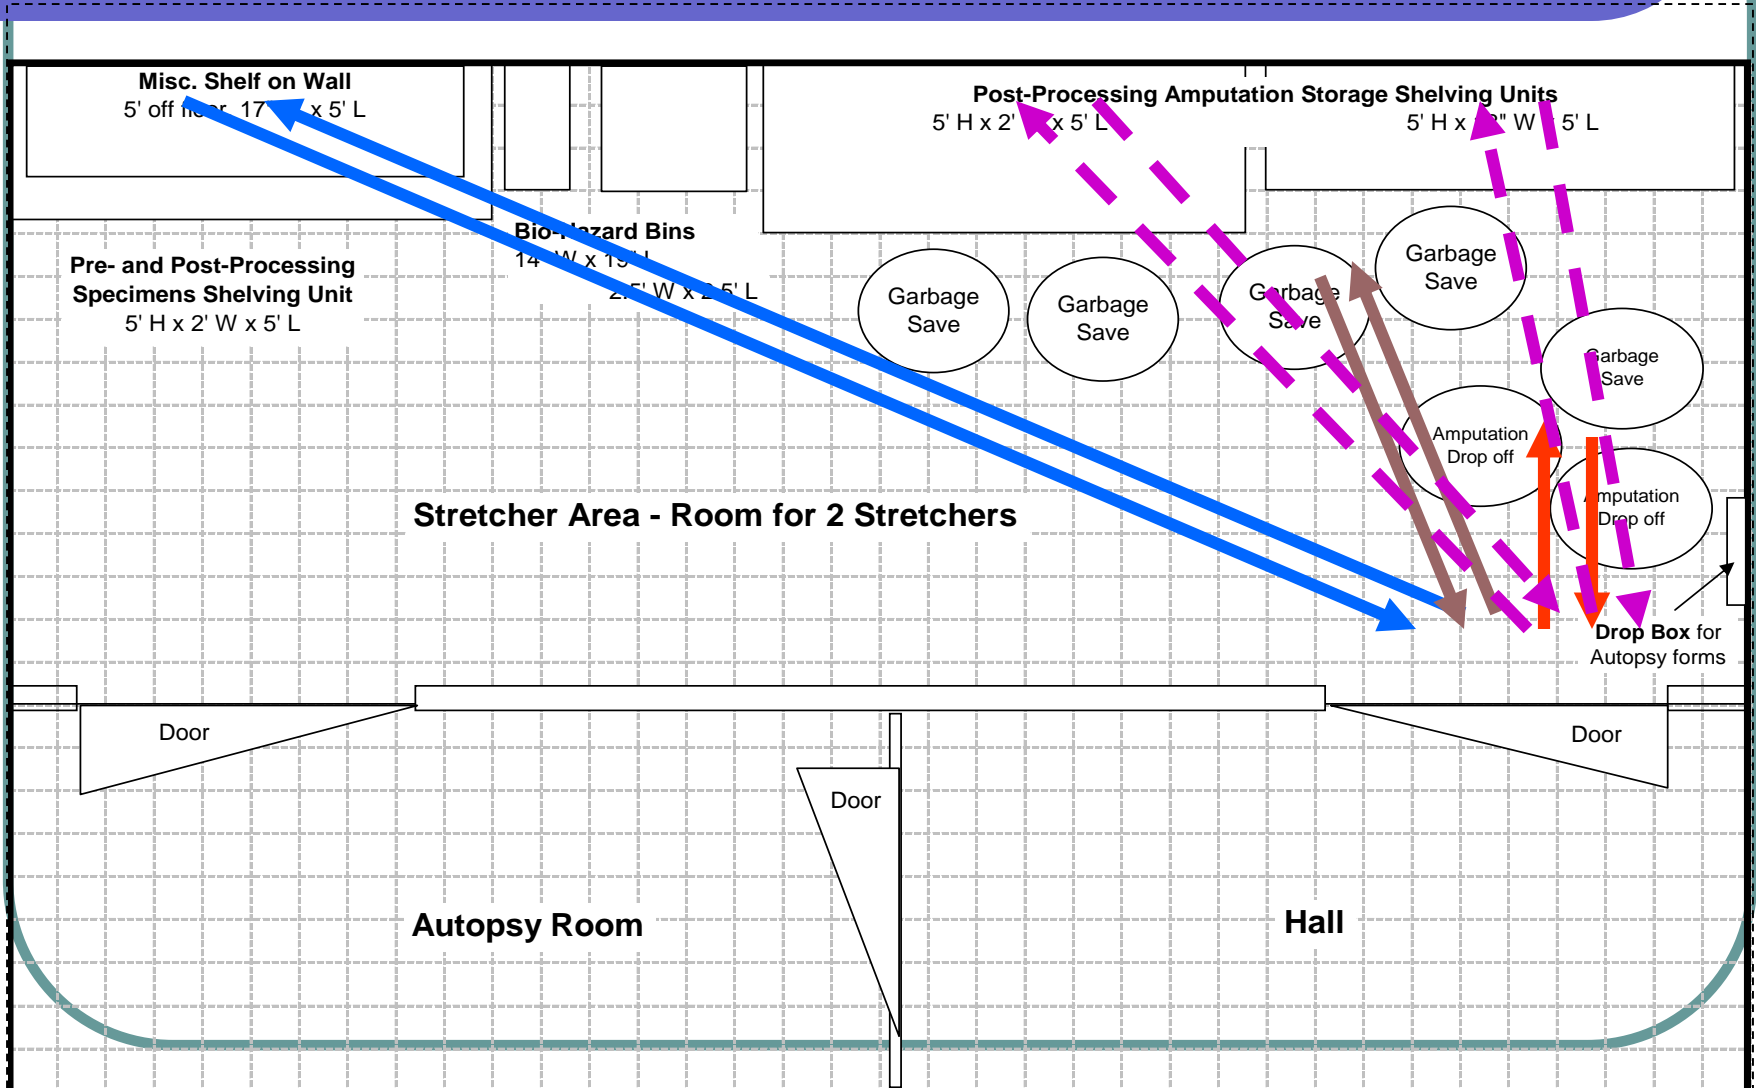 Misc. Shelf on Wall
5' off floor 17 x 5' L
Post-Processing Amputation Storage Shelving Units
5' H x 2' x 5' L
5' H x W 5' L
Bio-Hazard Bins
14" W x 19" L
2.5' W x 2.5' L
Pre- and Post-Processing
Specimens Shelving Unit
5' H x 2' W x 5' L
Garbage
Save
Garbage
Save
Garbage
Save
Garbage
Save
Garbage
Save
Amputation
Drop off
Amputation
Drop off
Stretcher Area - Room for 2 Stretchers
Drop Box for
Autopsy forms
Door
Door
Door
Autopsy Room
Hall